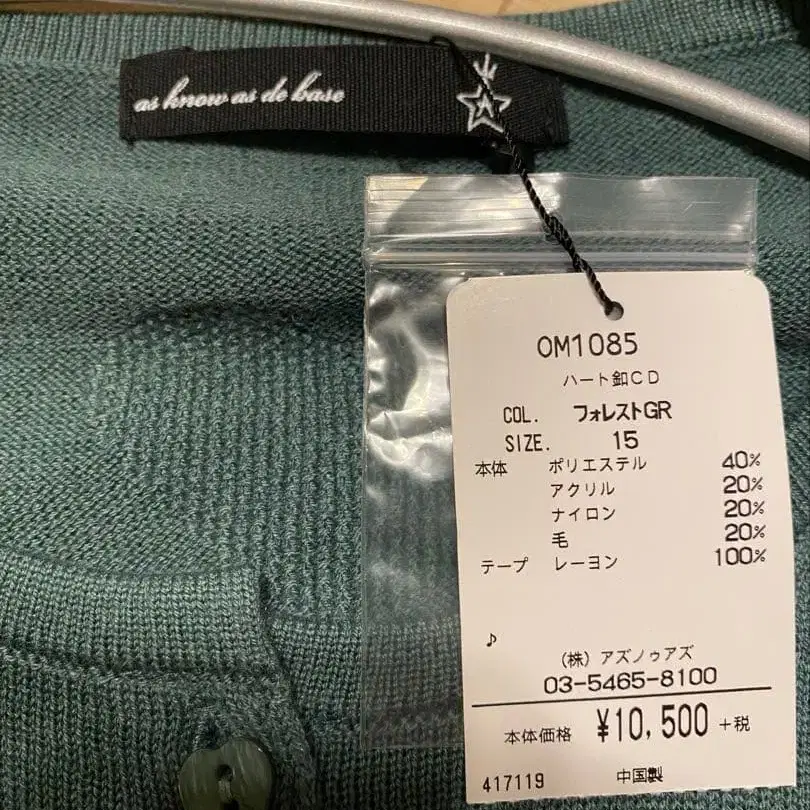 as know as de base
OM1085
ハート釦CD
COL. フォレストGR
SIZE. 15
本体 ポリエステル 40%
アクリル 20%
ナイロン 20%
毛 20%
テープ レーヨン 100%
♪
(株) アズノゥアズ
03-5465-8100
本体価格 ¥10,500 +税
417119 中国製